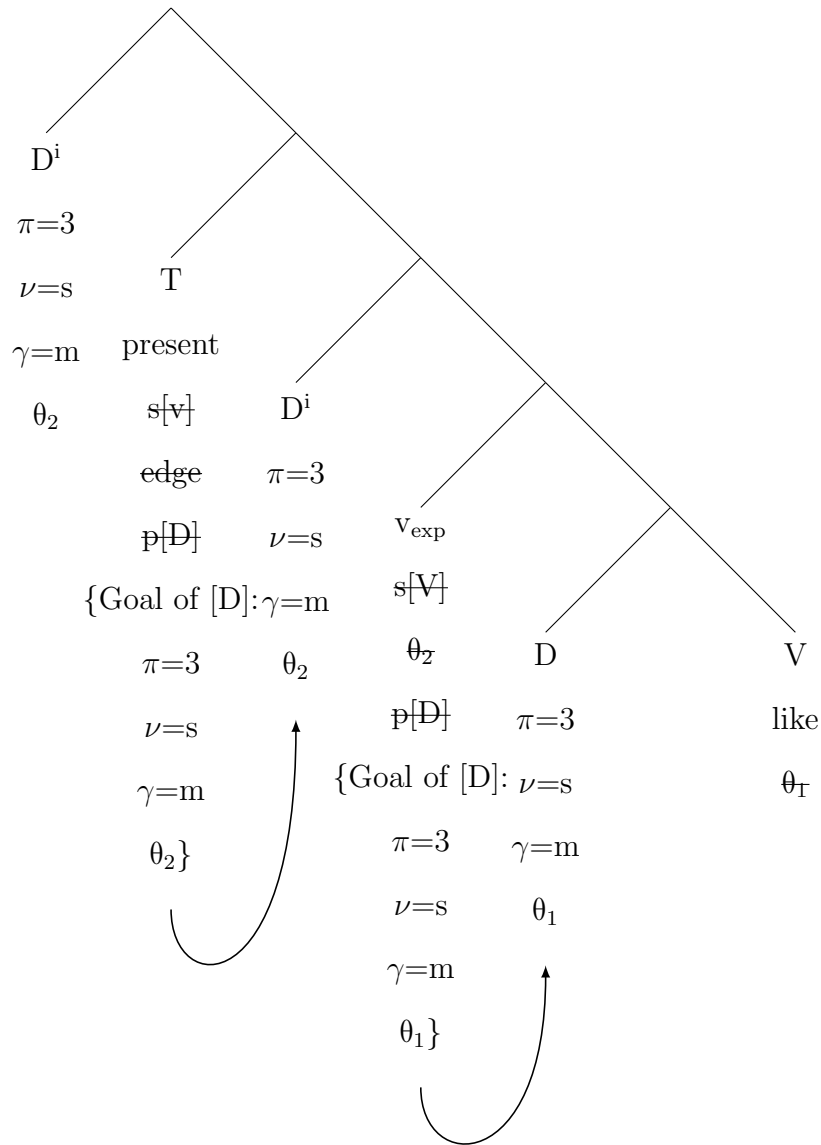 Dⁱ
π=3
ν=s
γ=m
θ₂
T
present
s[v]
edge
p[D]
{Goal of [D]:
π=3
ν=s
γ=m
θ₂}
Dⁱ
π=3
ν=s
γ=m
θ₂
v_exp
s[V]
θ₂
p[D]
{Goal of [D]:
π=3
ν=s
γ=m
θ₁}
D
π=3
ν=s
γ=m
θ₁
V
like
θ₁